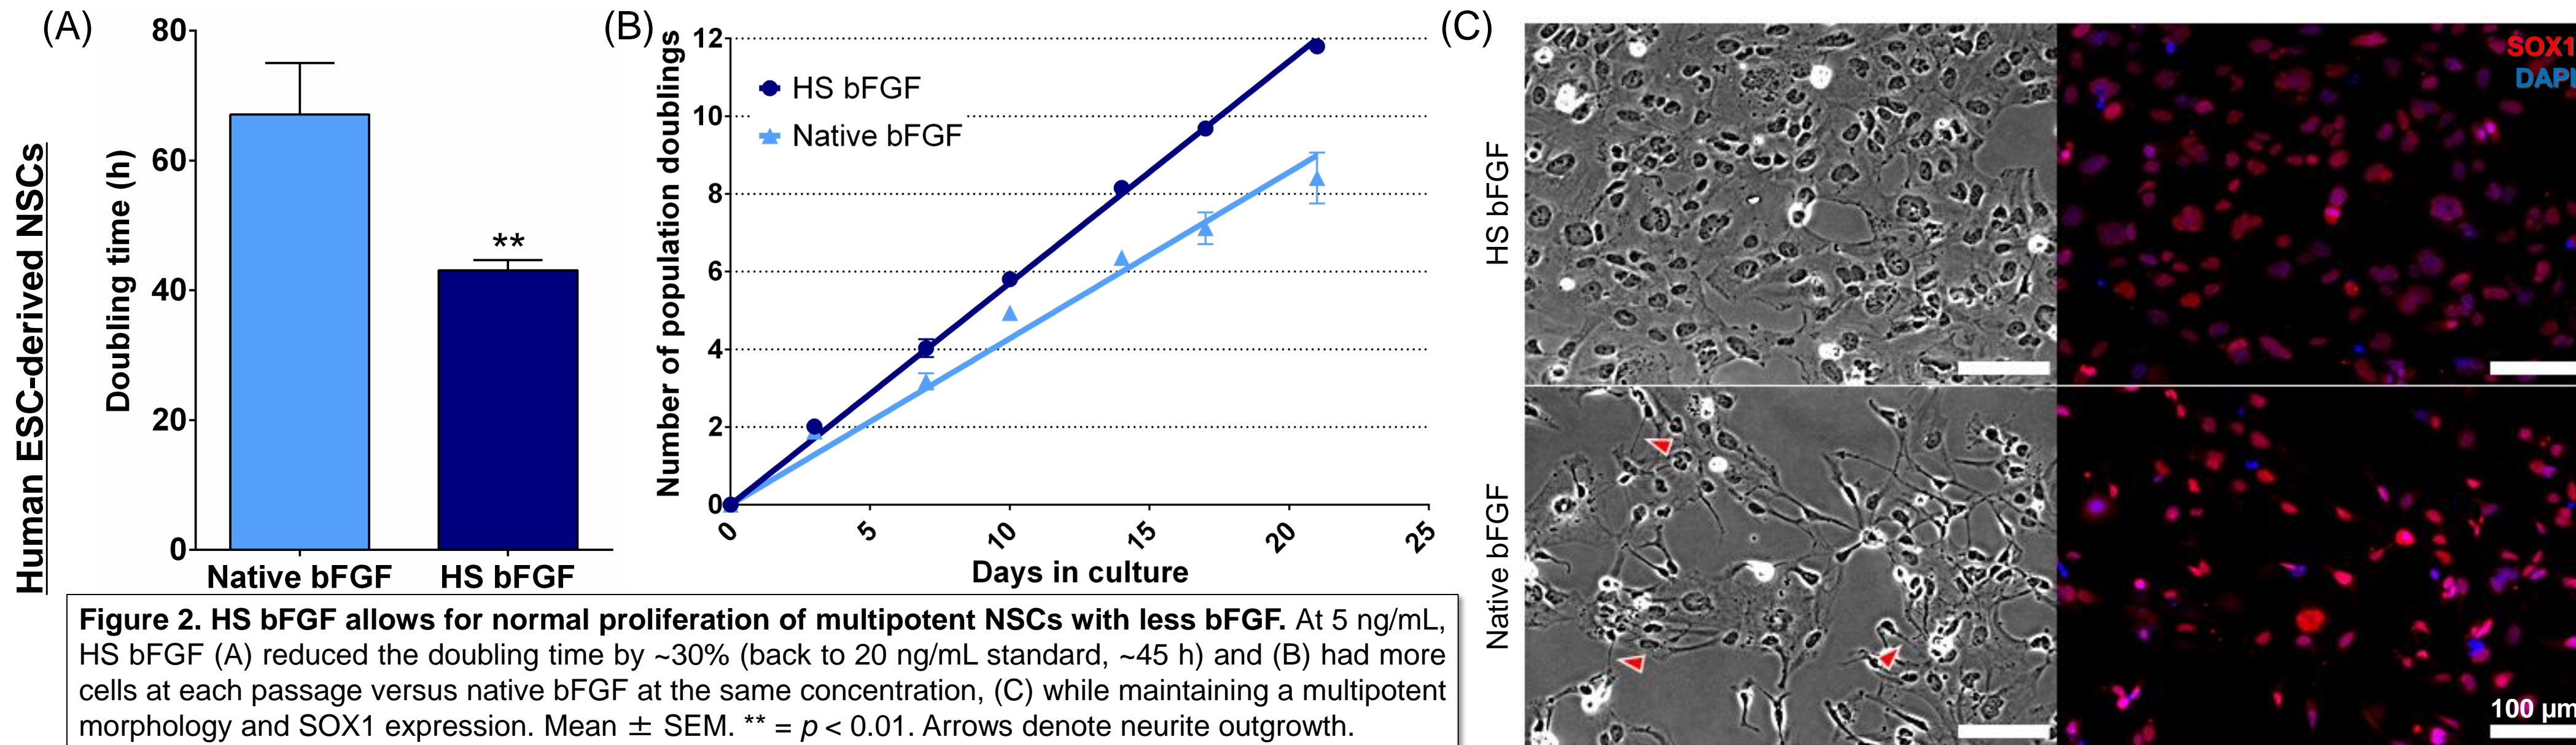 (A)
Human ESC-derived NSCs
Doubling time (h)
80
60
40
20
0
**
Native bFGF
HS bFGF
(B)
Number of population doublings
12
10
8
6
4
2
0
HS bFGF
Native bFGF
0
5
10
15
20
25
Days in culture
(C)
HS bFGF
Native bFGF
SOX1
DAPI
100 µm
Figure 2. HS bFGF allows for normal proliferation of multipotent NSCs with less bFGF. At 5 ng/mL,
HS bFGF (A) reduced the doubling time by ~30% (back to 20 ng/mL standard, ~45 h) and (B) had more
cells at each passage versus native bFGF at the same concentration, (C) while maintaining a multipotent
morphology and SOX1 expression. Mean ± SEM. ** = p < 0.01. Arrows denote neurite outgrowth.